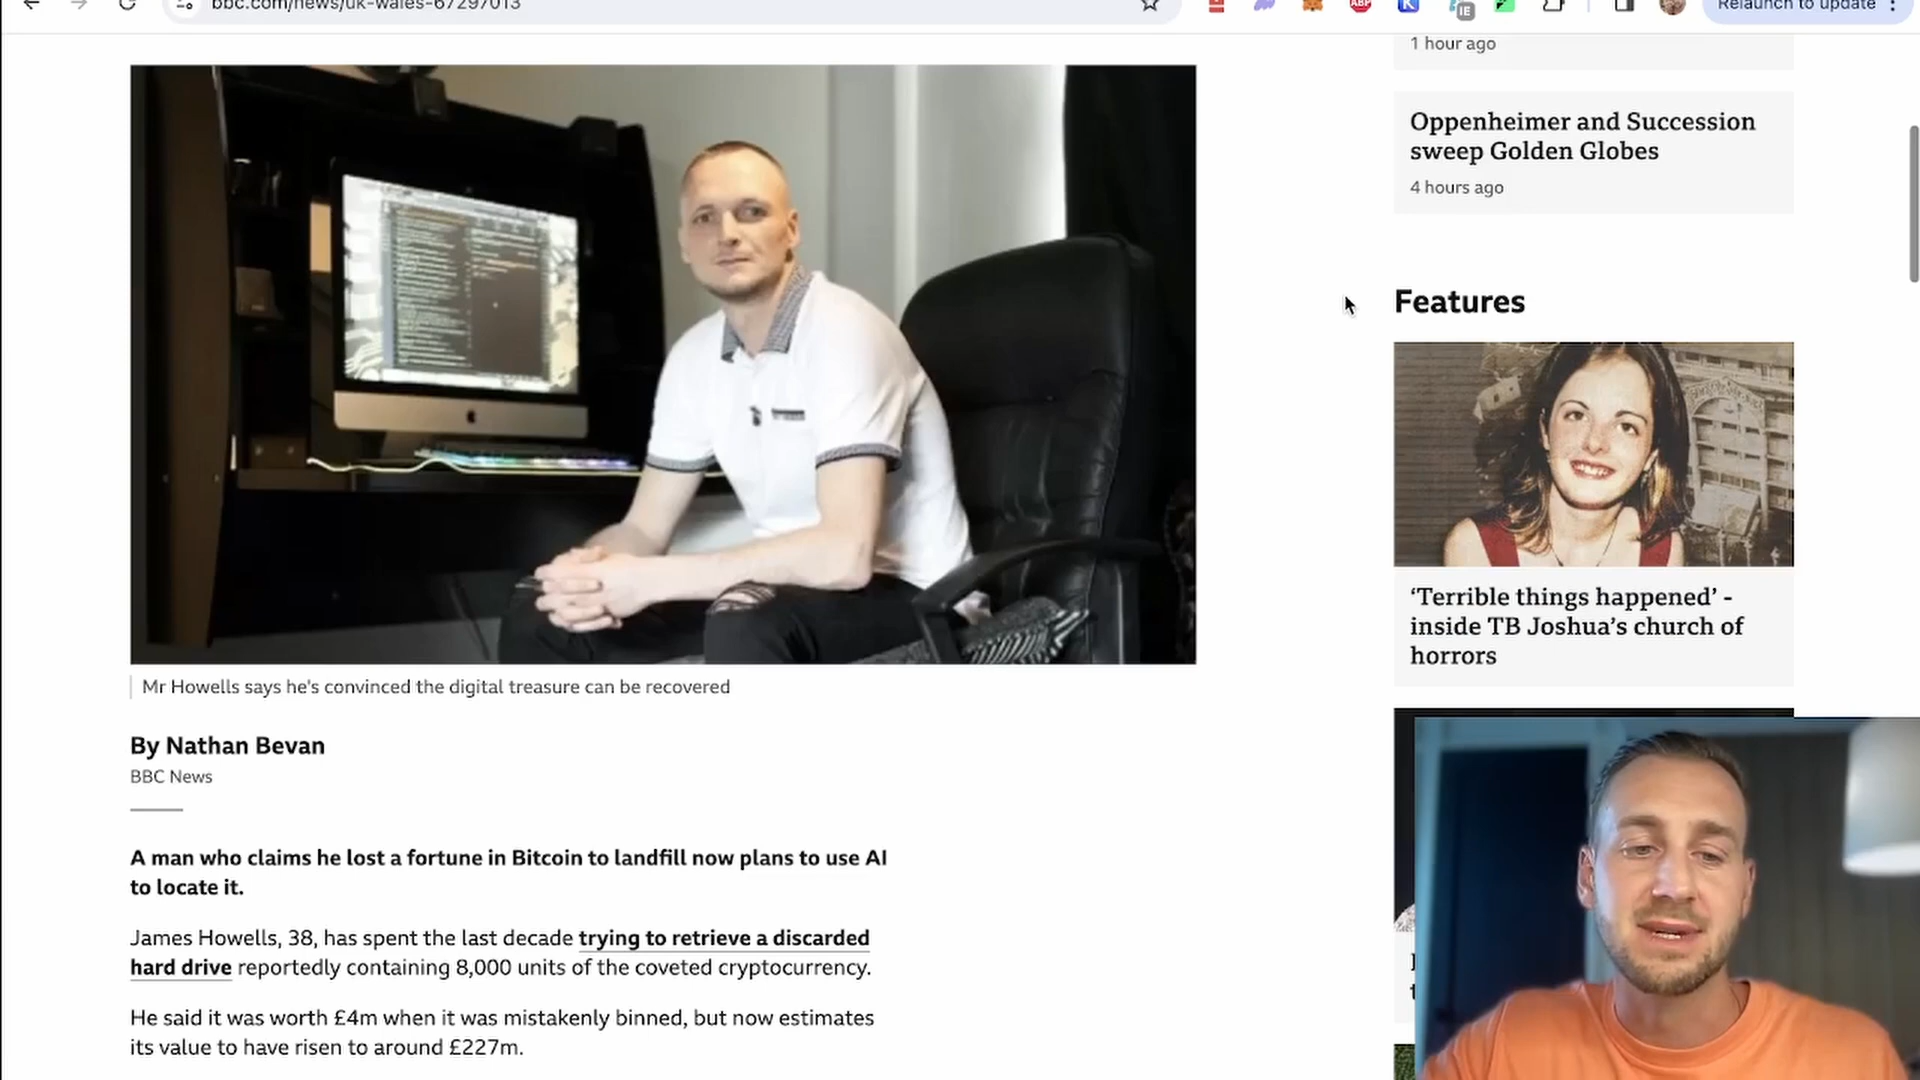 bbc.com/news/uk-wales-67297013
ABP
K
IE
Relaunch to update
1 hour ago
Oppenheimer and Succession
sweep Golden Globes
4 hours ago
Features
‘Terrible things happened’ -
inside TB Joshua’s church of
horrors
Mr Howells says he's convinced the digital treasure can be recovered
By Nathan Bevan
BBC News
A man who claims he lost a fortune in Bitcoin to landfill now plans to use AI
to locate it.
James Howells, 38, has spent the last decade trying to retrieve a discarded
hard drive reportedly containing 8,000 units of the coveted cryptocurrency.
He said it was worth £4m when it was mistakenly binned, but now estimates
its value to have risen to around £227m.